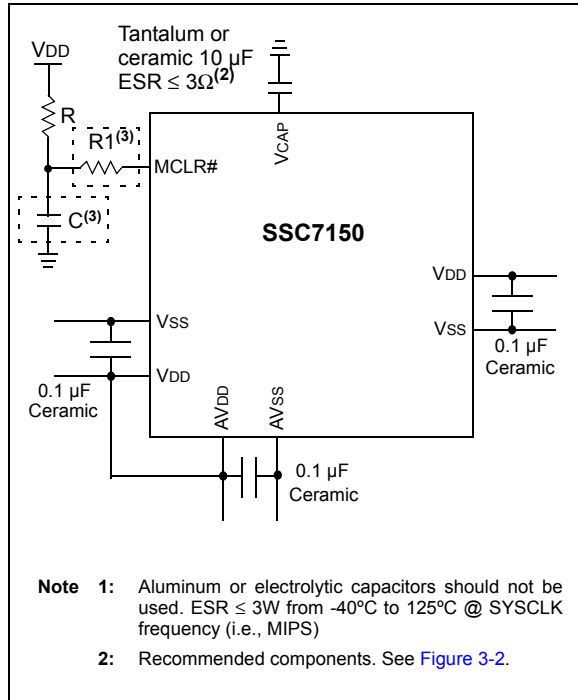 Tantalum or
ceramic 10 µF
ESR ≤ 3Ω(2)
VDD
R
R1(3)
MCLR#
C(3)
VCAP
SSC7150
VDD
VSS
0.1 µF
Ceramic
VSS
VDD
0.1 µF
Ceramic
AVDD
AVSS
0.1 µF
Ceramic
Note 1: Aluminum or electrolytic capacitors should not be
used. ESR ≤ 3W from -40ºC to 125ºC @ SYSCLK
frequency (i.e., MIPS)
2: Recommended components. See Figure 3-2.